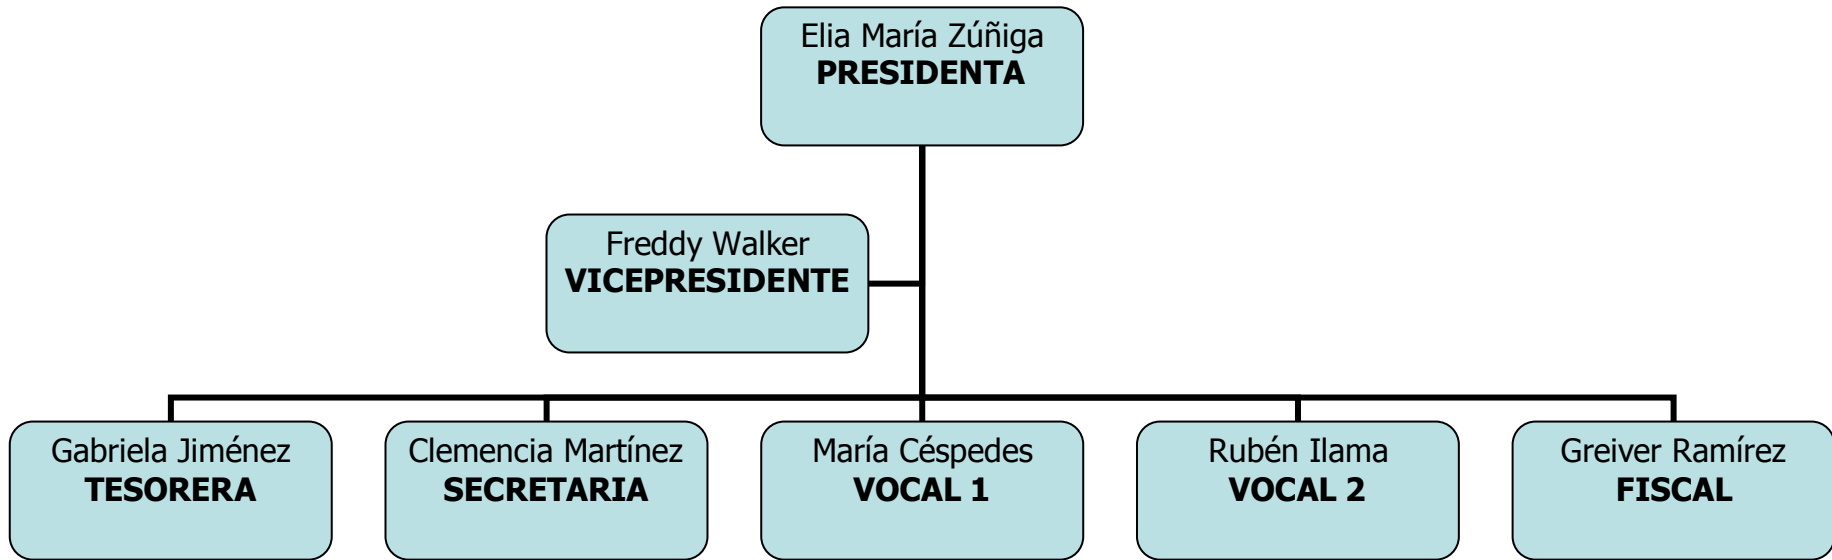 Elia María Zúñiga
PRESIDENTA
Freddy Walker
VICEPRESIDENTE
Gabriela Jiménez
TESORERA
Clemencia Martínez
SECRETARIA
María Céspedes
VOCAL 1
Rubén Ilama
VOCAL 2
Greiver Ramírez
FISCAL